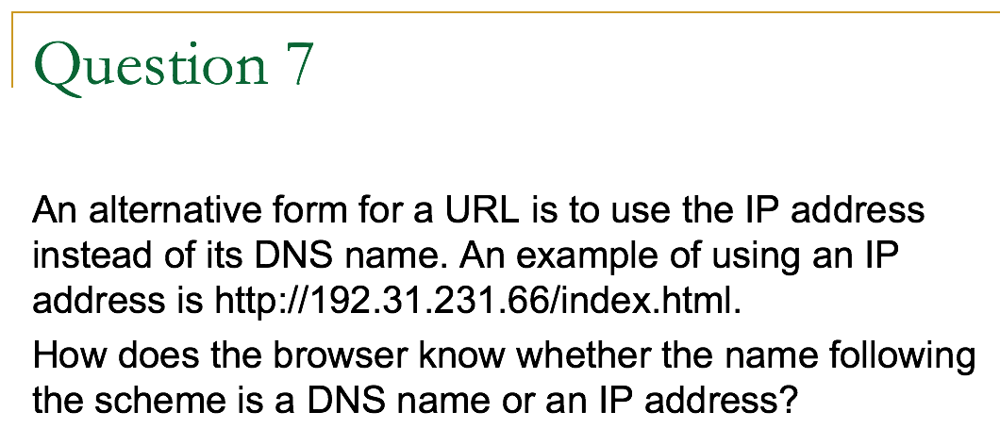 Question 7
An alternative form for a URL is to use the IP address
instead of its DNS name. An example of using an IP
address is http://192.31.231.66/index.html.
How does the browser know whether the name following
the scheme is a DNS name or an IP address?